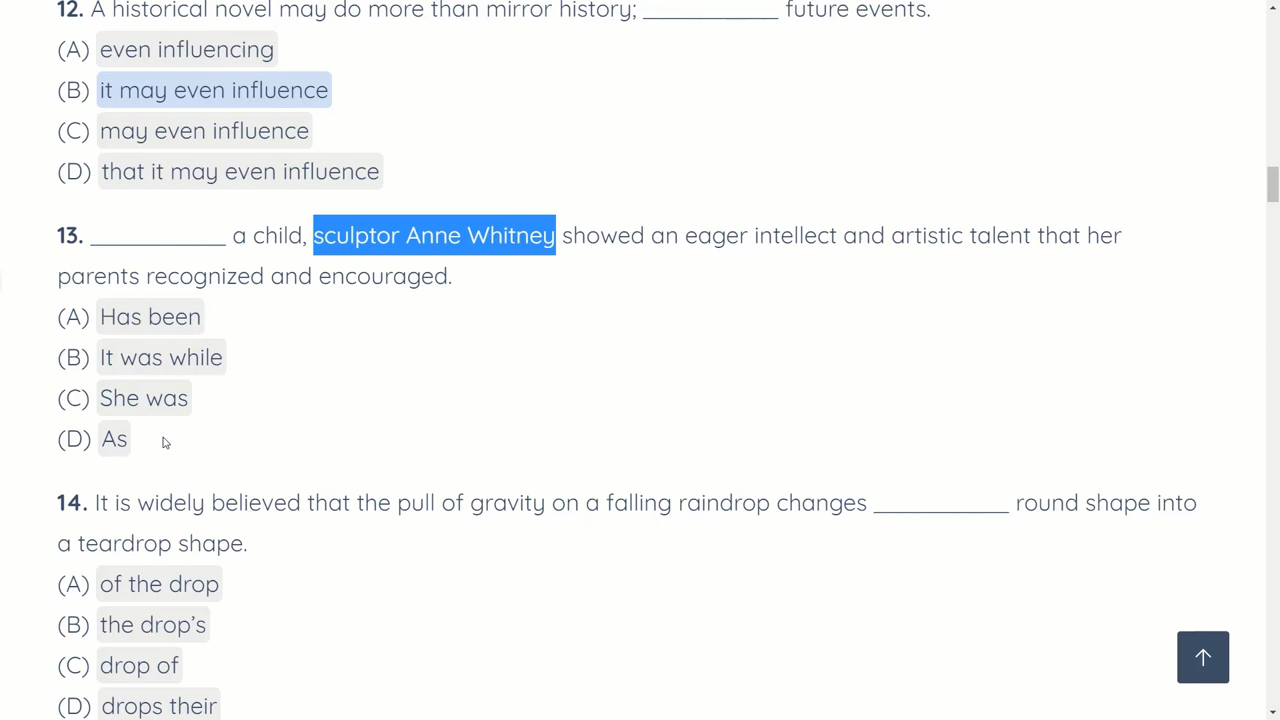 12. A historical novel may do more than mirror history; ___________ future events.
(A) even influencing
(B) it may even influence
(C) may even influence
(D) that it may even influence
13. ___________ a child, sculptor Anne Whitney showed an eager intellect and artistic talent that her
parents recognized and encouraged.
(A) Has been
(B) It was while
(C) She was
(D) As
14. It is widely believed that the pull of gravity on a falling raindrop changes ___________ round shape into
a teardrop shape.
(A) of the drop
(B) the drop’s
(C) drop of
(D) drops their